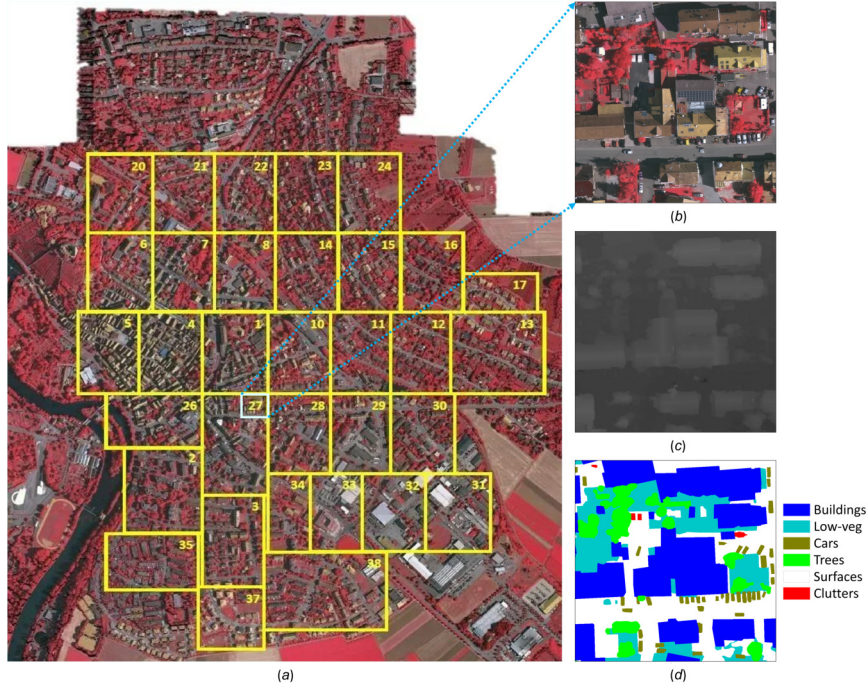 20 21 22 23 24
6 7 8 14 15 16
17
5 4 1 10 11 12 13
26 27 28 29 30
2
34 33 32 31
3
35
38
37
(a)
(b)
(c)
(d)
Buildings
Low-veg
Cars
Trees
Surfaces
Clutters